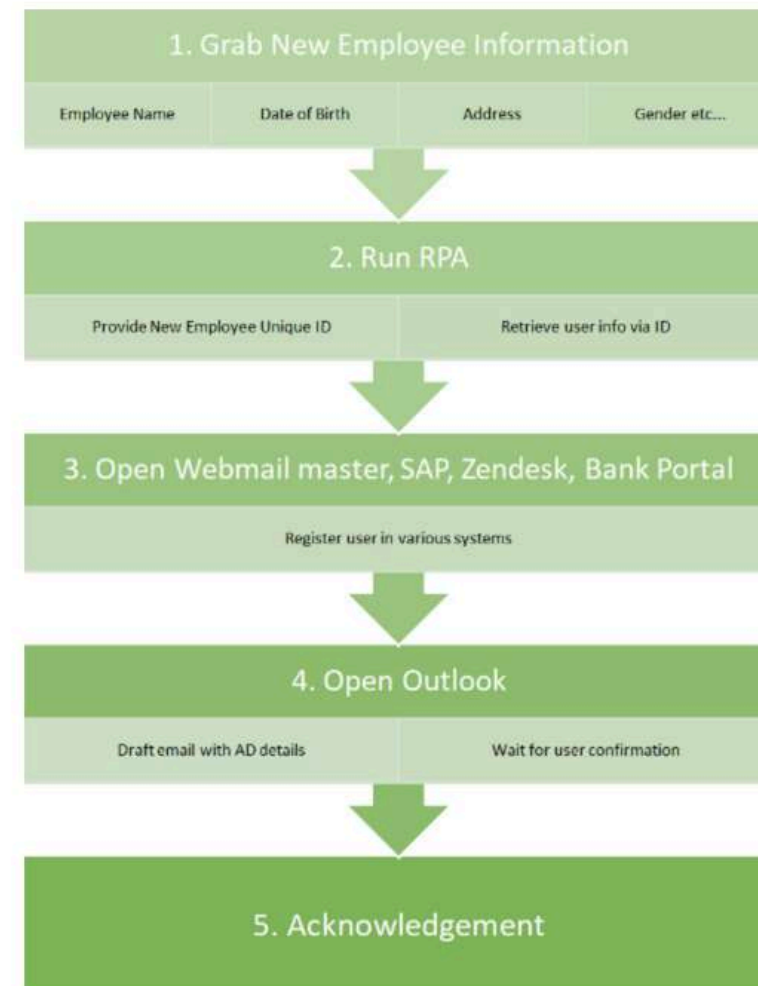 1. Grab New Employee Information
Employee Name
Date of Birth
Address
Gender etc...
2. Run RPA
Provide New Employee Unique ID
Retrieve user info via ID
3. Open Webmail master, SAP, Zendesk, Bank Portal
Register user in various systems
4. Open Outlook
Draft email with AD details
Wait for user confirmation
5. Acknowledgement